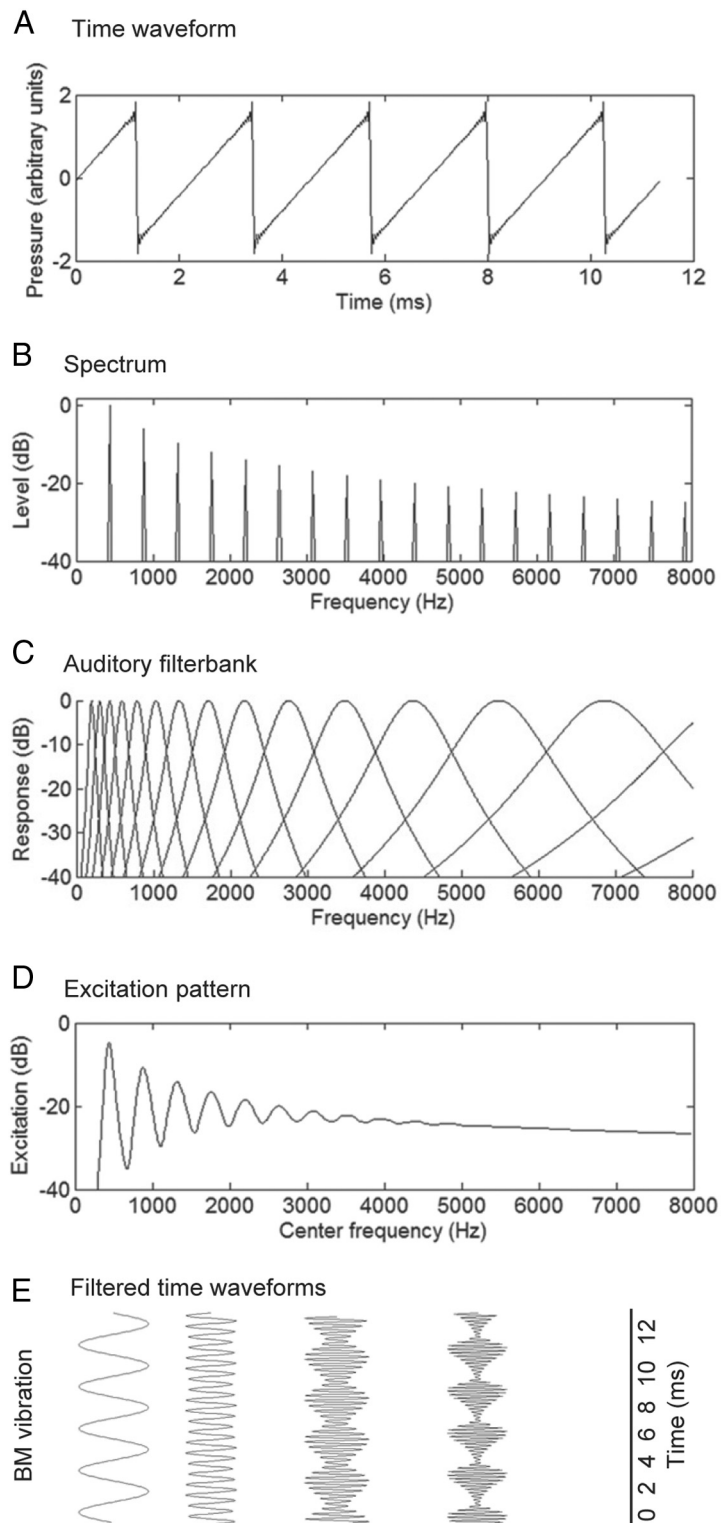 A Time waveform
Pressure (arbitrary units)
2
0
-2
0 2 4 6 8 10 12
Time (ms)
B Spectrum
Level (dB)
0
-20
-40
0 1000 2000 3000 4000 5000 6000 7000 8000
Frequency (Hz)
C Auditory filterbank
Response (dB)
0
-10
-20
-30
-40
0 1000 2000 3000 4000 5000 6000 7000 8000
Frequency (Hz)
D Excitation pattern
Excitation (dB)
0
-20
-40
0 1000 2000 3000 4000 5000 6000 7000 8000
Center frequency (Hz)
E Filtered time waveforms
BM vibration
0 2 4 6 8 10 12
Time (ms)